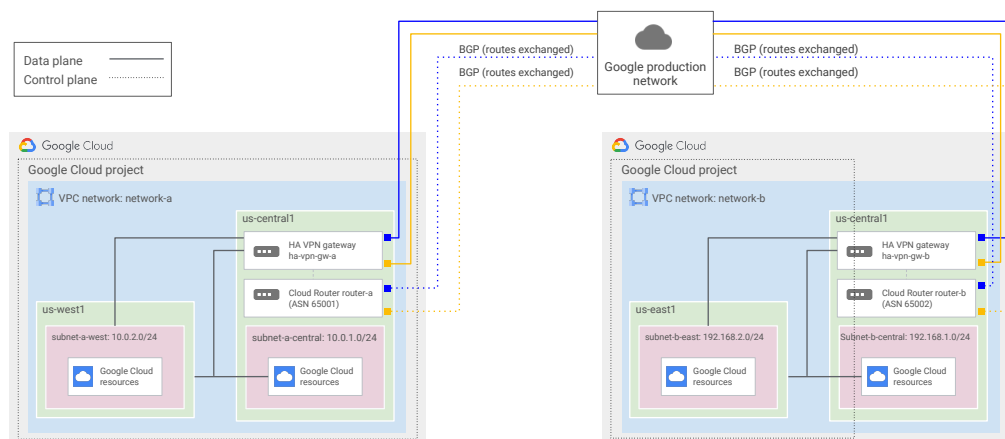 Data plane
Control plane
BGP (routes exchanged)
BGP (routes exchanged)
Google production
network
BGP (routes exchanged)
BGP (routes exchanged)
Google Cloud
Google Cloud project
VPC network: network-a
us-central1
HA VPN gateway
ha-vpn-gw-a
Cloud Router router-a
(ASN 65001)
us-west1
subnet-a-west: 10.0.2.0/24
Google Cloud
resources
subnet-a-central: 10.0.1.0/24
Google Cloud
resources
Google Cloud
Google Cloud project
VPC network: network-b
us-central1
HA VPN gateway
ha-vpn-gw-b
Cloud Router router-b
(ASN 65002)
us-east1
subnet-b-east: 192.168.2.0/24
Google Cloud
resources
Subnet-b-central: 192.168.1.0/24
Google Cloud
resources